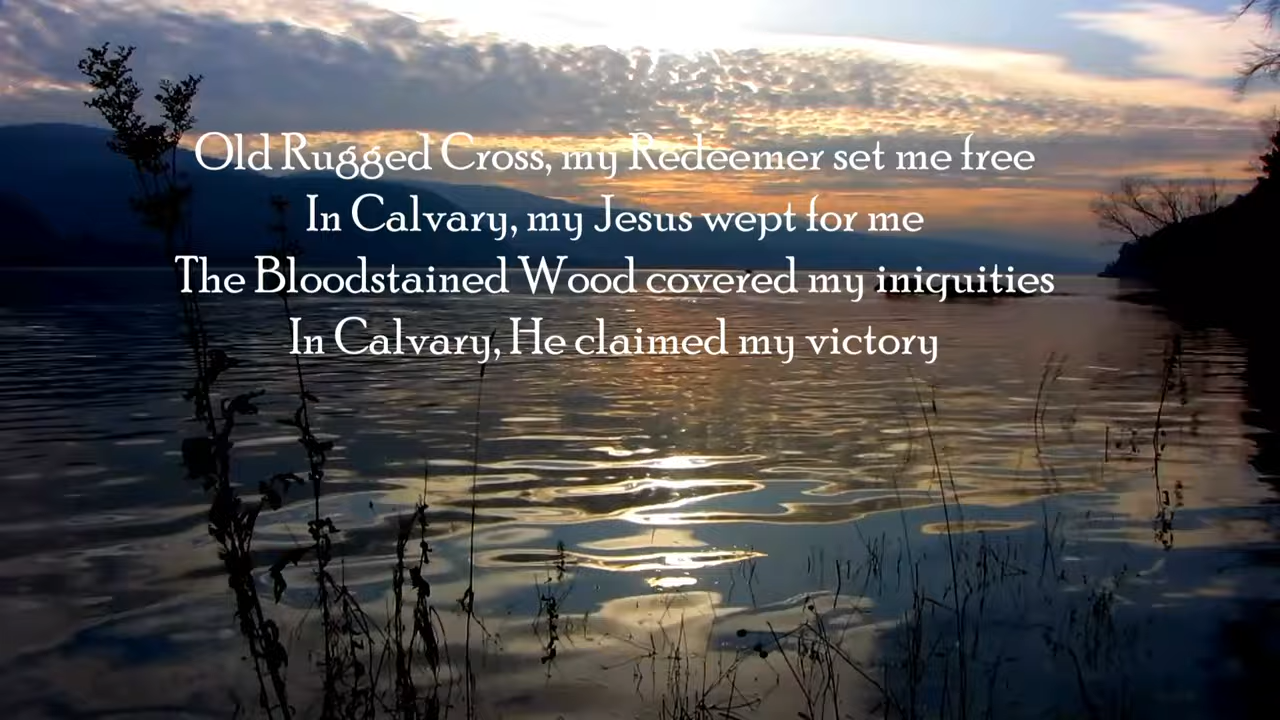 Old Rugged Cross, my Redeemer set me free
In Calvary, my Jesus wept for me
The Bloodstained Wood covered my iniquities
In Calvary, He claimed my victory